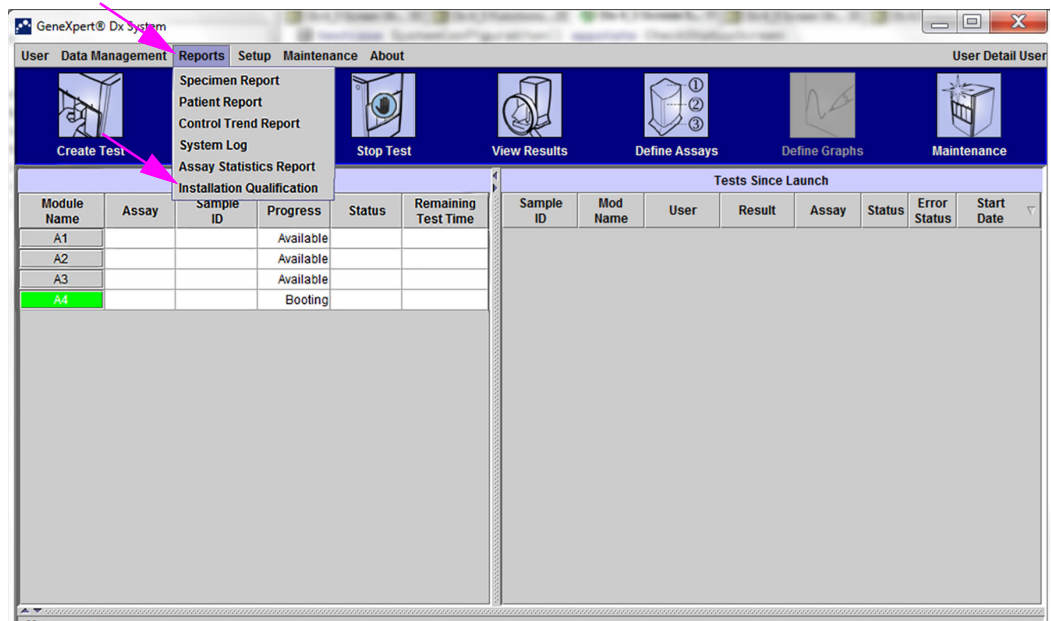 GeneXpert® Dx System
User Data Management Reports Setup Maintenance About User Detail User
Specimen Report
Patient Report
Control Trend Report
System Log
Assay Statistics Report
Installation Qualification
Create Test Stop Test View Results Define Assays Define Graphs Maintenance
① ② ③
Tests Since Launch
Module Name Assay Sample ID Progress Status Remaining Test Time
Sample ID Mod Name User Result Assay Status Error Status Start Date
A1 Available
A2 Available
A3 Available
A4 Booting